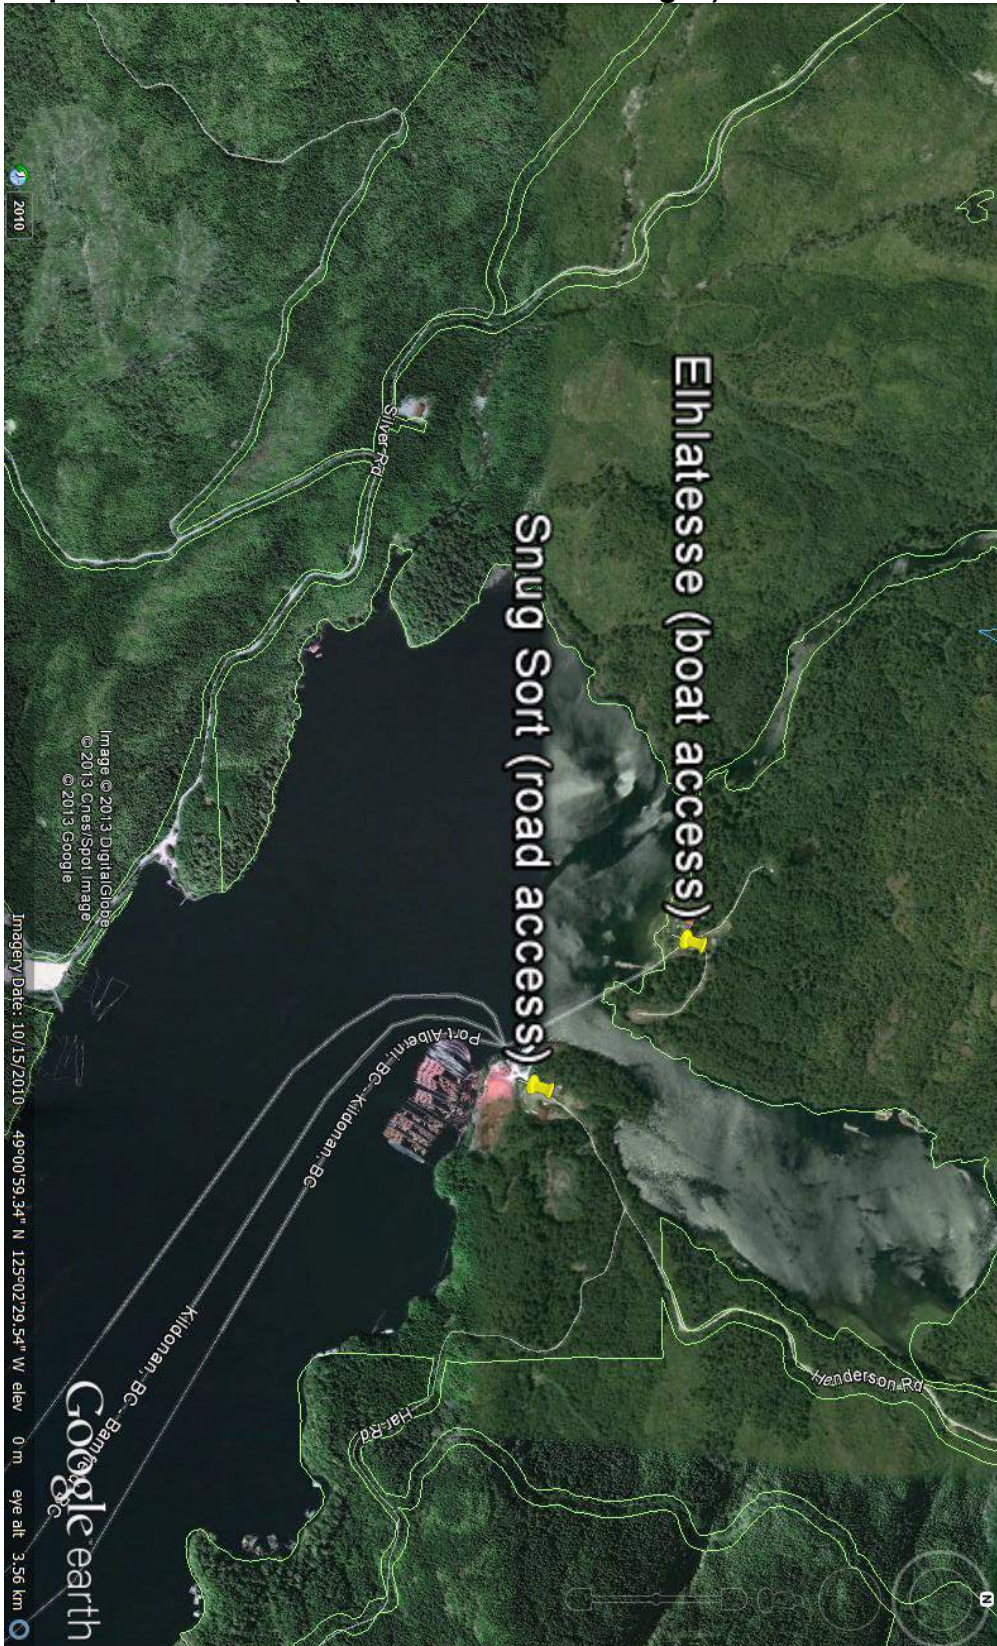 Elhlatesse (boat access)
Snug Sort (road access)
Silver Rd
Henderson Rd
Har Rd
Port Alberni, BC...Kildonan, BC
Kildonan, BC...Bamfield, BC
N
2010
Image © 2013 DigitalGlobe
© 2013 Cnes/Spot Image
© 2013 Google
Google earth
Imagery Date: 10/15/2010 49°00'59.34" N 125°02'29.54" W elev 0 m eye alt 3.56 km